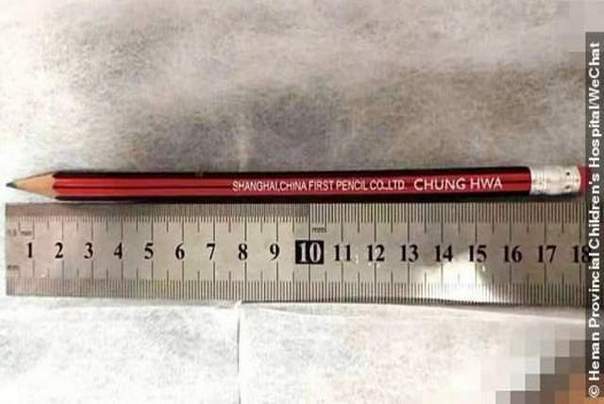 SHANGHAI,CHINA FIRST PENCIL CO.,LTD. CHUNG HWA
mm
1 2 3 4 5 6 7 8 9 10 11 12 13 14 15 16 17 18
© Henan Provincial Children's Hospital/WeChat